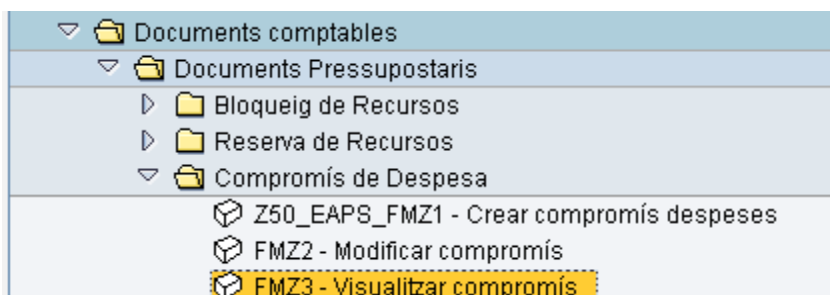 Documents comptables
Documents Pressupostaris
Bloqueig de Recursos
Reserva de Recursos
Compromís de Despesa
Z50_EAPS_FMZ1 - Crear compromís despeses
FMZ2 - Modificar compromís
FMZ3 - Visualitzar compromís